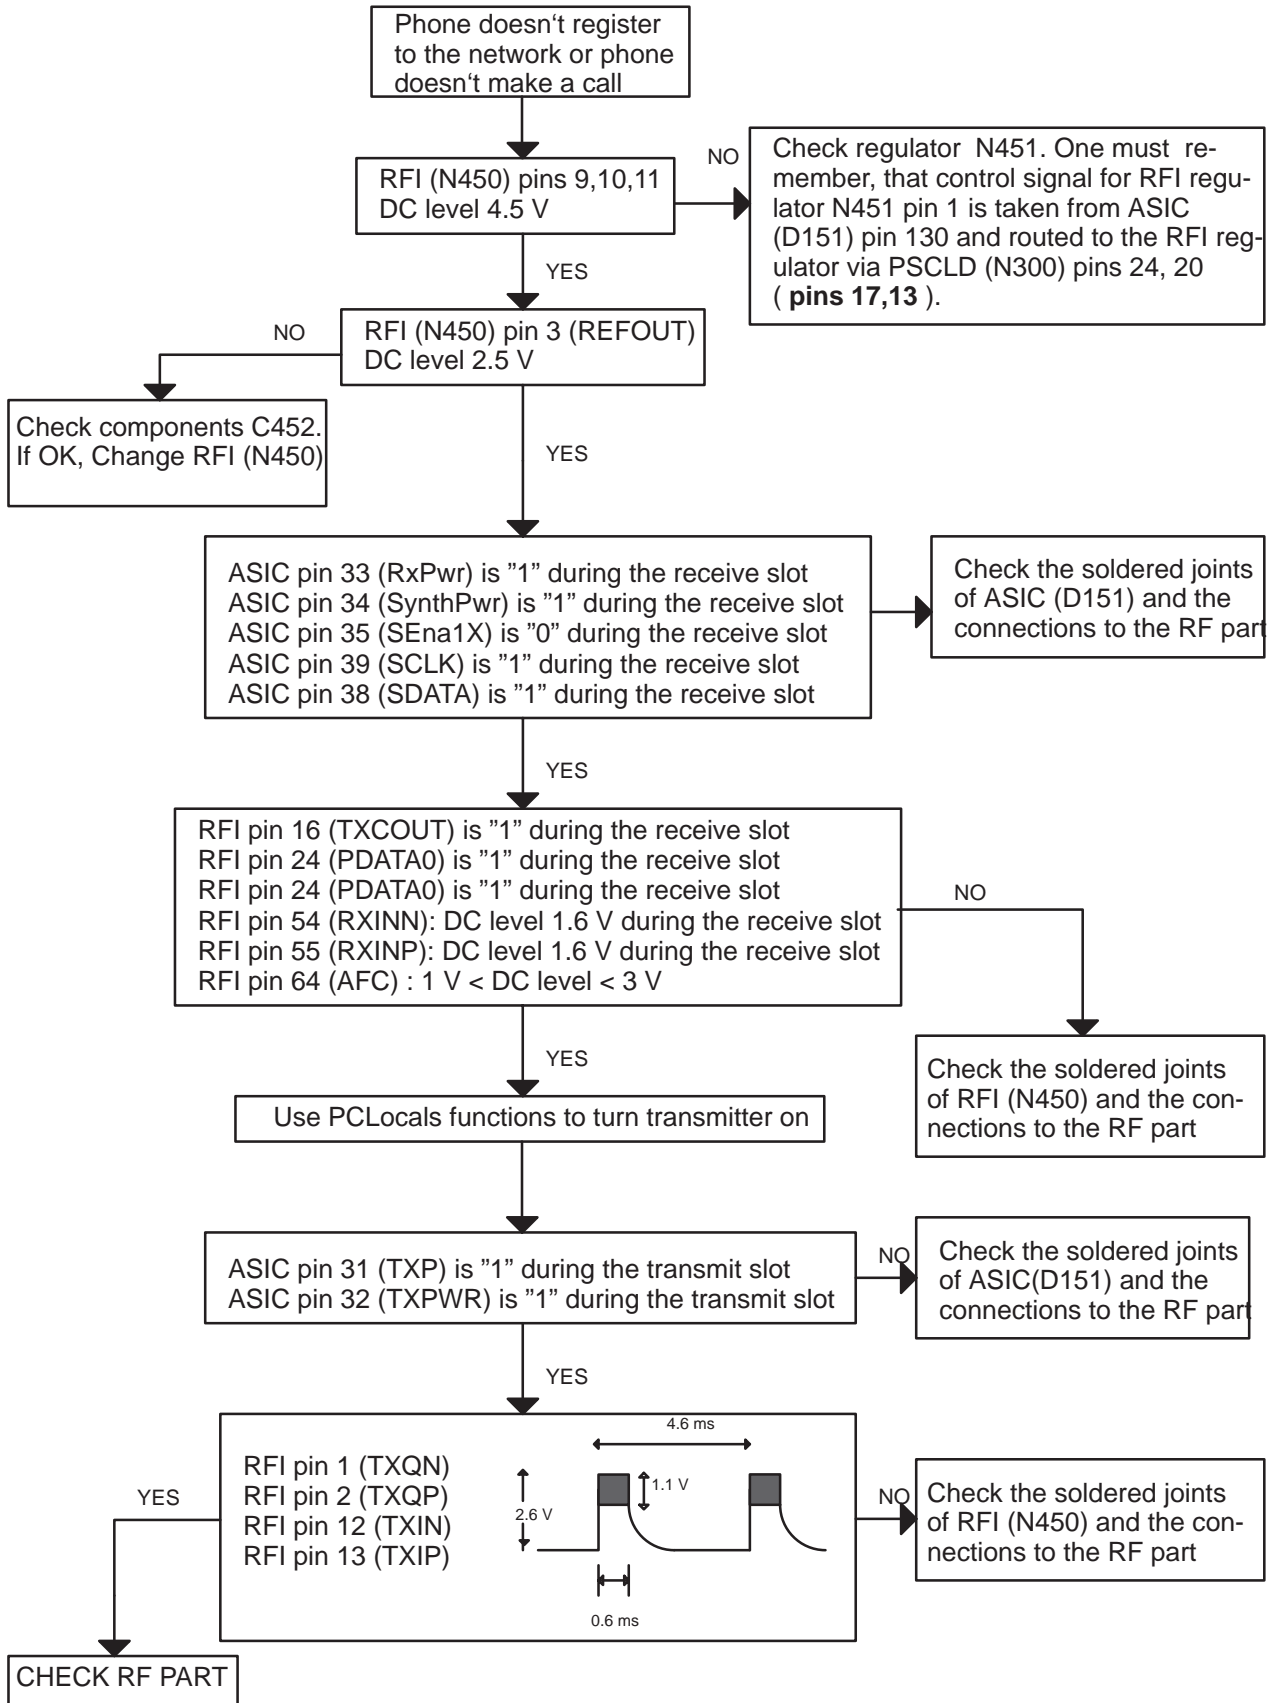 Phone doesn‘t register
to the network or phone
doesn‘t make a call
RFI (N450) pins 9,10,11
DC level 4.5 V
NO
Check regulator N451. One must re-
member, that control signal for RFI regu-
lator N451 pin 1 is taken from ASIC
(D151) pin 130 and routed to the RFI reg-
ulator via PSCLD (N300) pins 24, 20
( pins 17,13 ).
YES
RFI (N450) pin 3 (REFOUT)
DC level 2.5 V
NO
Check components C452.
If OK, Change RFI (N450)
YES
ASIC pin 33 (RxPwr) is ”1” during the receive slot
ASIC pin 34 (SynthPwr) is ”1” during the receive slot
ASIC pin 35 (SEna1X) is ”0” during the receive slot
ASIC pin 39 (SCLK) is ”1” during the receive slot
ASIC pin 38 (SDATA) is ”1” during the receive slot
Check the soldered joints
of ASIC (D151) and the
connections to the RF part
YES
RFI pin 16 (TXCOUT) is ”1” during the receive slot
RFI pin 24 (PDATA0) is ”1” during the receive slot
RFI pin 24 (PDATA0) is ”1” during the receive slot
RFI pin 54 (RXINN): DC level 1.6 V during the receive slot
RFI pin 55 (RXINP): DC level 1.6 V during the receive slot
RFI pin 64 (AFC) : 1 V < DC level < 3 V
NO
Check the soldered joints
of RFI (N450) and the con-
nections to the RF part
YES
Use PCLocals functions to turn transmitter on
ASIC pin 31 (TXP) is ”1” during the transmit slot
ASIC pin 32 (TXPWR) is ”1” during the transmit slot
NO
Check the soldered joints
of ASIC(D151) and the
connections to the RF part
YES
RFI pin 1 (TXQN)
RFI pin 2 (TXQP)
RFI pin 12 (TXIN)
RFI pin 13 (TXIP)
4.6 ms
1.1 V
2.6 V
0.6 ms
NO
Check the soldered joints
of RFI (N450) and the con-
nections to the RF part
YES
CHECK RF PART